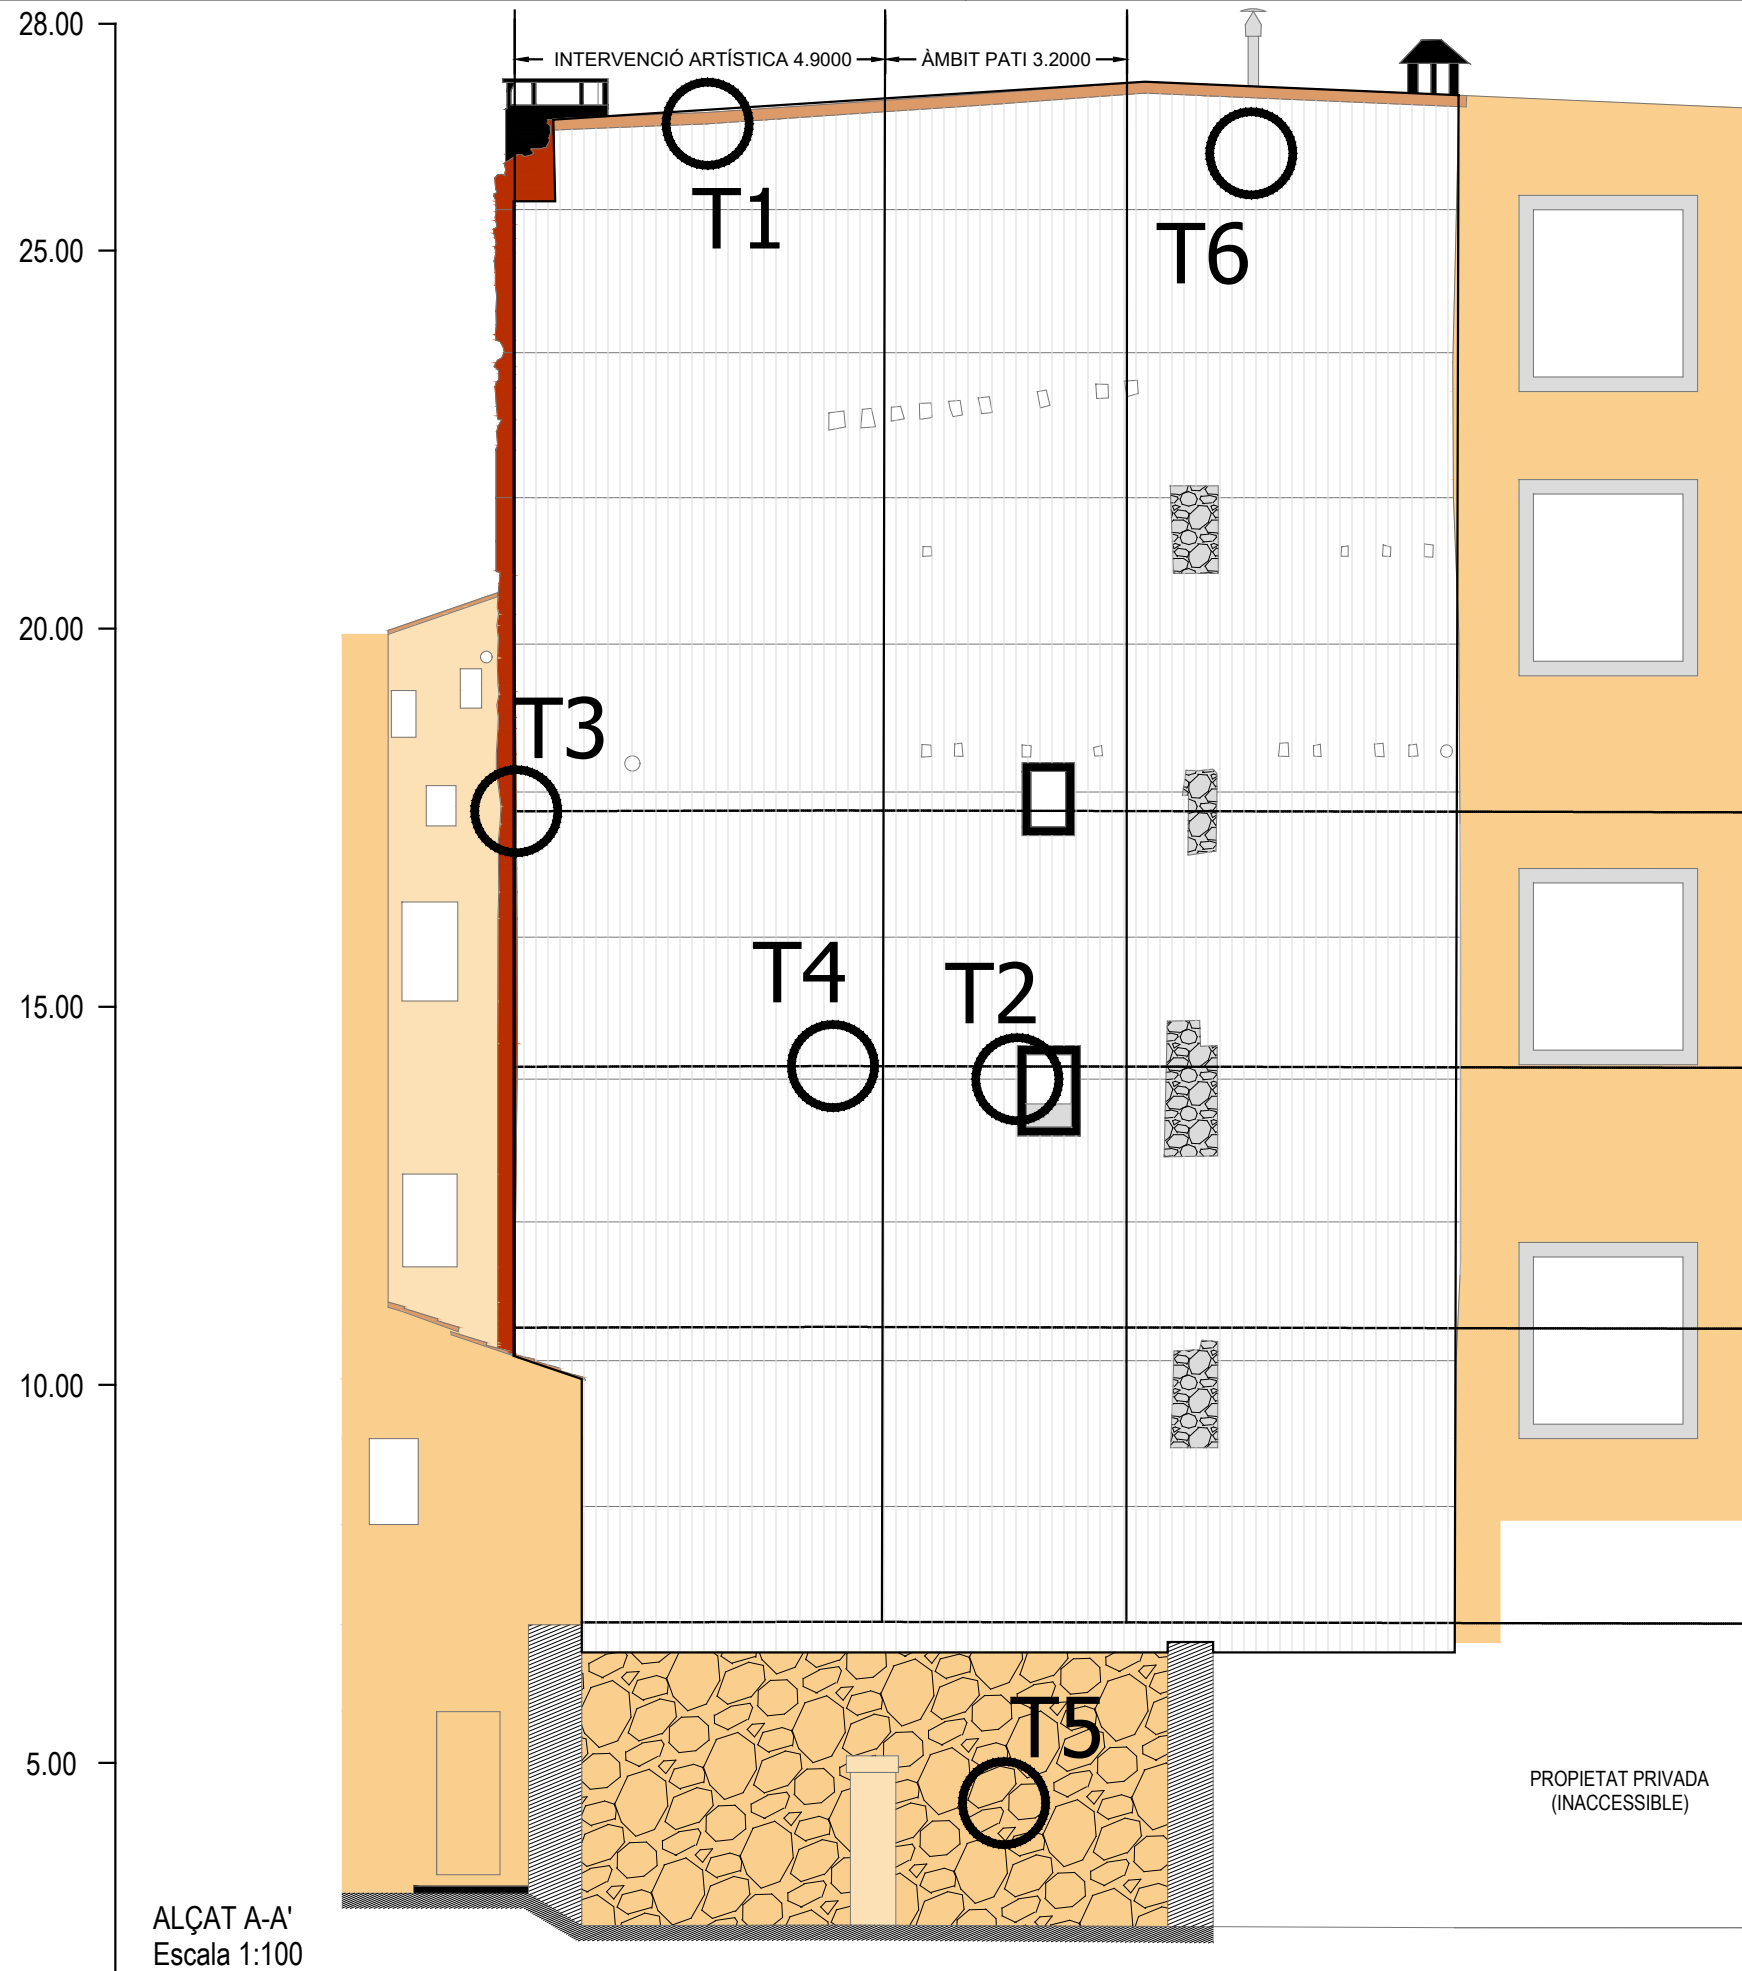 28.00
INTERVENCIÓ ARTÍSTICA 4.9000
ÀMBIT PATI 3.2000
T1
T6
25.00
20.00
T3
T4
T2
15.00
10.00
T5
5.00
PROPIETAT PRIVADA
(INACCESSIBLE)
ALÇAT A-A'
Escala 1:100